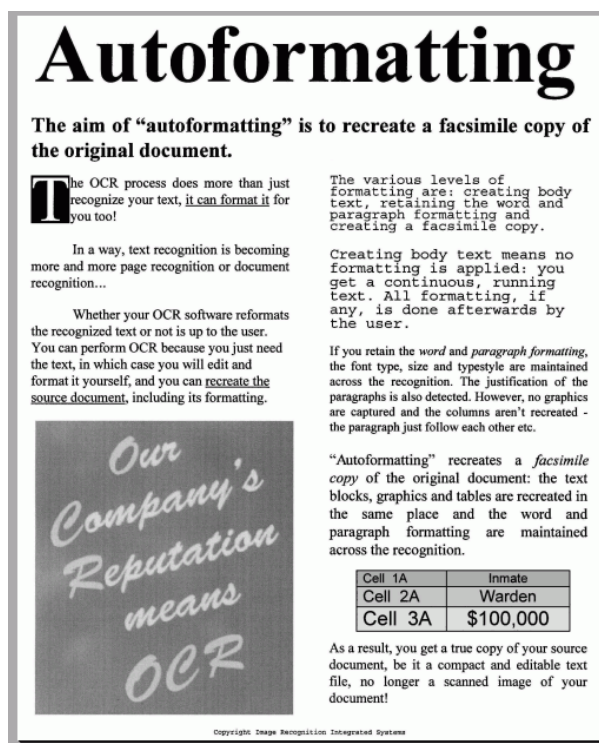 Autoformatting
The aim of “autoformatting” is to recreate a facsimile copy of
the original document.
The OCR process does more than just
recognize your text, it can format it for
you too!
In a way, text recognition is becoming
more and more page recognition or document
recognition...
Whether your OCR software reformats
the recognized text or not is up to the user.
You can perform OCR because you just need
the text, in which case you will edit and
format it yourself, and you can recreate the
source document, including its formatting.
Our
Company's
Reputation
means
OCR
The various levels of
formatting are: creating body
text, retaining the word and
paragraph formatting and
creating a facsimile copy.
Creating body text means no
formatting is applied: you
get a continuous, running
text. All formatting, if
any, is done afterwards by
the user.
If you retain the word and paragraph formatting,
the font type, size and typestyle are maintained
across the recognition. The justification of the
paragraphs is also detected. However, no graphics
are captured and the columns aren’t recreated -
the paragraph just follow each other etc.
“Autoformatting” recreates a facsimile
copy of the original document: the text
blocks, graphics and tables are recreated in
the same place and the word and
paragraph formatting are maintained
across the recognition.
Cell 1A Inmate
Cell 2A Warden
Cell 3A $100,000
As a result, you get a true copy of your source
document, be it a compact and editable text
file, no longer a scanned image of your
document!
Copyright Image Recognition Integrated Systems